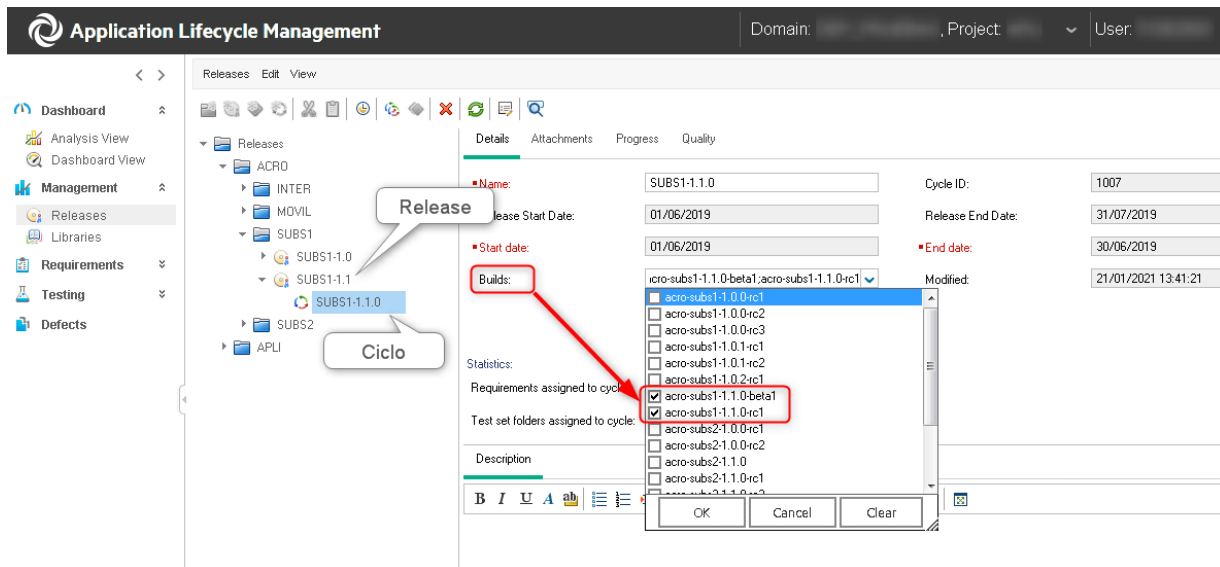 Application Lifecycle Management
Domain: , Project: User:
Releases Edit View
Dashboard
Analysis View
Dashboard View
Management
Releases
Libraries
Requirements
Testing
Defects
Releases
ACRO
INTER
MOVIL
SUBS1
SUBS1-1.0
SUBS1-1.1
SUBS1-1.1.0
SUBS2
APLI
Release
Ciclo
Details Attachments Progress Quality
Name: SUBS1-1.1.0 Cycle ID: 1007
Start Date: 01/06/2019 Release End Date: 31/07/2019
Start date: 01/06/2019 End date: 30/06/2019
Builds: cro-subs1-1.1.0-beta1;acro-subs1-1.1.0-rc1 Modified: 21/01/2021 13:41:21
acro-subs1-1.0.0-rc1
acro-subs1-1.0.0-rc2
acro-subs1-1.0.0-rc3
acro-subs1-1.0.1-rc1
acro-subs1-1.0.1-rc2
acro-subs1-1.0.2-rc1
acro-subs1-1.1.0-beta1
acro-subs1-1.1.0-rc1
acro-subs2-1.0.0-rc1
acro-subs2-1.0.0-rc2
acro-subs2-1.1.0
acro-subs2-1.1.0-rc1
OK Cancel Clear
Statistics:
Requirements assigned to cycle
Test set folders assigned to cycle:
Description
B I U A ab